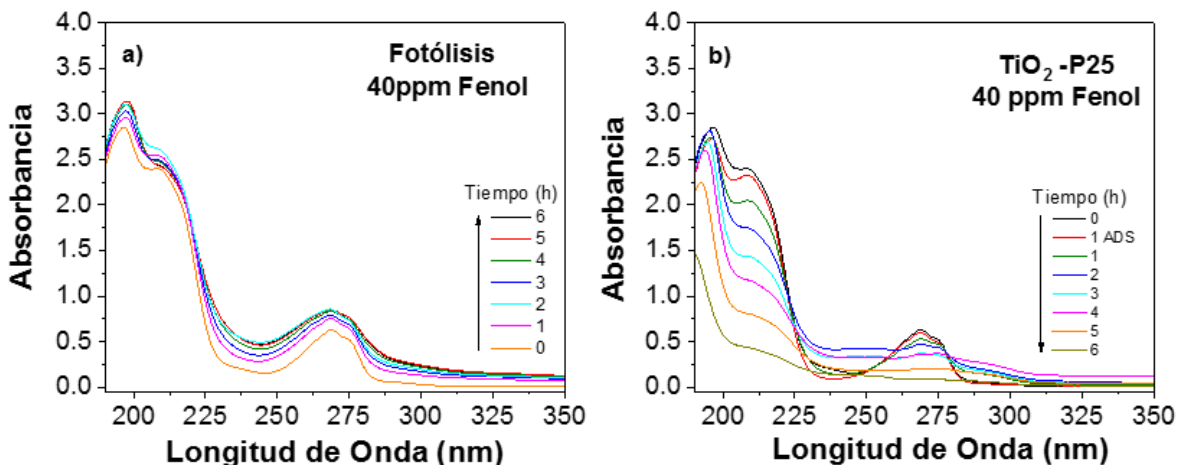 a)
Fotólisis
40ppm Fenol
Absorbancia
4.0
3.5
3.0
2.5
2.0
1.5
1.0
0.5
0.0
Tiempo (h)
6
5
4
3
2
1
0
200 225 250 275 300 325 350
Longitud de Onda (nm)
b)
TiO2 -P25
40 ppm Fenol
Absorbancia
4.0
3.5
3.0
2.5
2.0
1.5
1.0
0.5
0.0
Tiempo (h)
0
1 ADS
1
2
3
4
5
6
200 225 250 275 300 325 350
Longitud de Onda (nm)